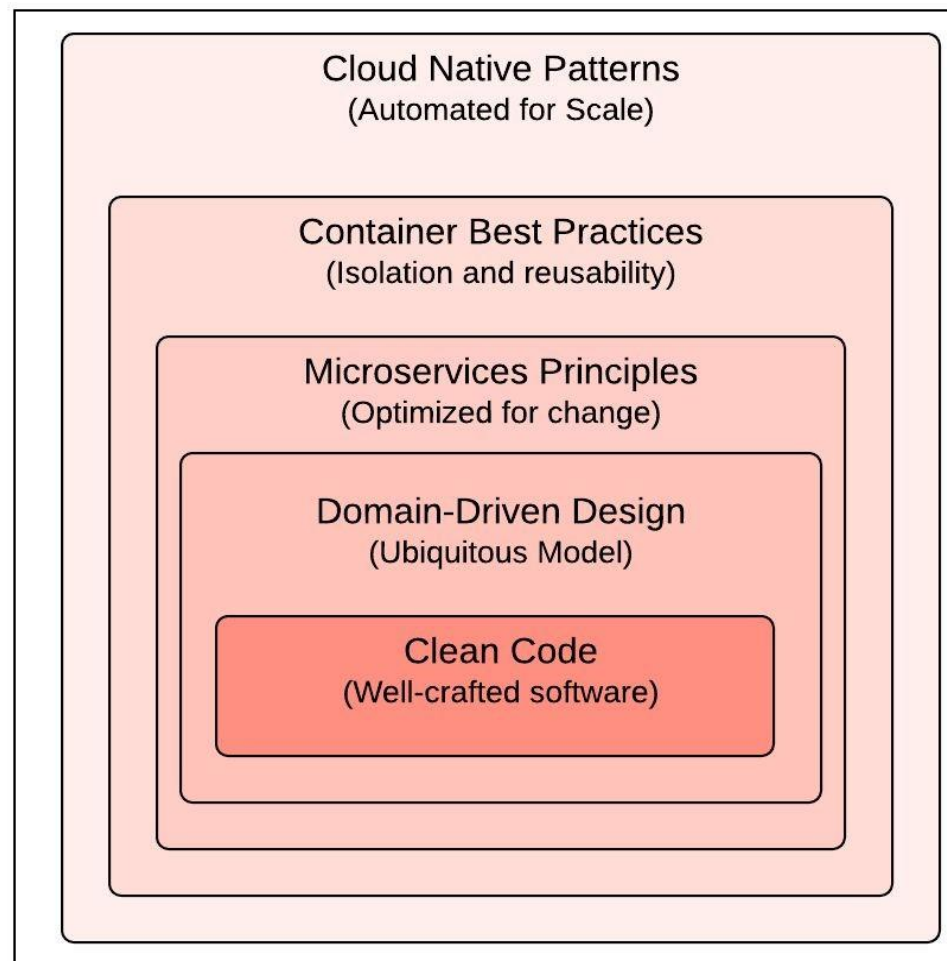 Cloud Native Patterns
(Automated for Scale)
Container Best Practices
(Isolation and reusability)
Microservices Principles
(Optimized for change)
Domain-Driven Design
(Ubiquitous Model)
Clean Code
(Well-crafted software)